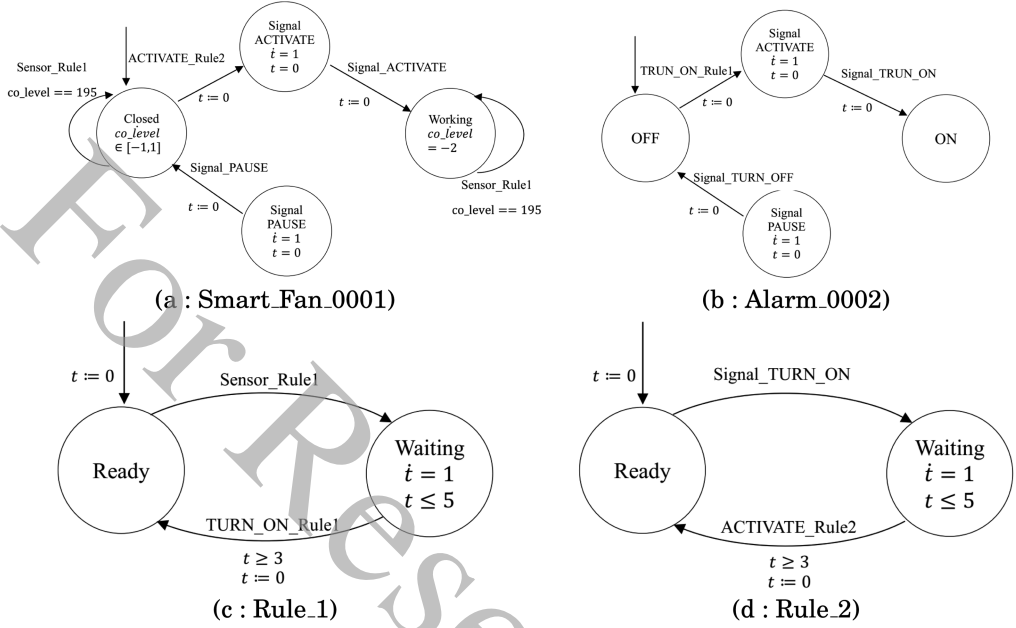 Signal
ACTIVATE
ṫ = 1
t = 0
ACTIVATE_Rule2
Signal_ACTIVATE
t := 0
t := 0
Sensor_Rule1
co_level == 195
Closed
co_level
∈ [−1,1]
Working
co_level
= −2
Sensor_Rule1
co_level == 195
Signal_PAUSE
t := 0
Signal
PAUSE
ṫ = 1
t = 0
(a : Smart_Fan_0001)
Signal
ACTIVATE
ṫ = 1
t = 0
TRUN_ON_Rule1
Signal_TRUN_ON
t := 0
t := 0
OFF
ON
Signal_TURN_OFF
t := 0
Signal
PAUSE
ṫ = 1
t = 0
(b : Alarm_0002)
t := 0
Sensor_Rule1
Ready
Waiting
ṫ = 1
t ≤ 5
TURN_ON_Rule1
t ≥ 3
t := 0
(c : Rule_1)
t := 0
Signal_TURN_ON
Ready
Waiting
ṫ = 1
t ≤ 5
ACTIVATE_Rule2
t ≥ 3
t := 0
(d : Rule_2)
For Rese